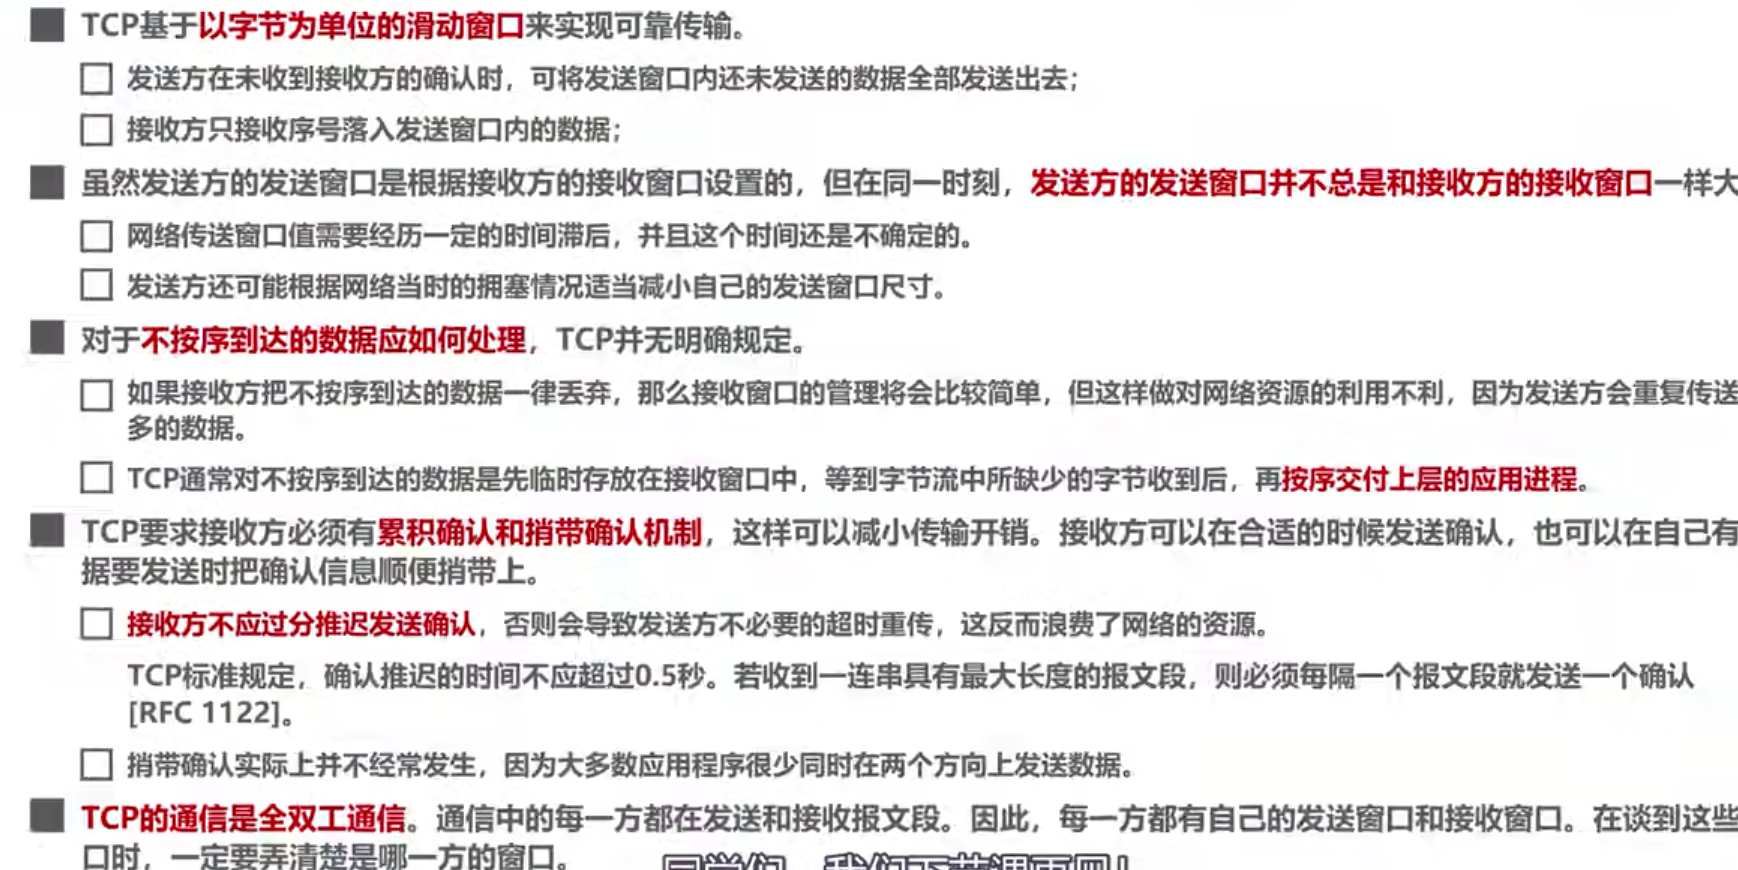 TCP基于以字节为单位的滑动窗口来实现可靠传输。
发送方在未收到接收方的确认时，可将发送窗口内还未发送的数据全部发送出去；
接收方只接收序号落入发送窗口内的数据；
虽然发送方的发送窗口是根据接收方的接收窗口设置的，但在同一时刻，发送方的发送窗口并不总是和接收方的接收窗口一样大
网络传送窗口值需要经历一定的时间滞后，并且这个时间还是不确定的。
发送方还可能根据网络当时的拥塞情况适当减小自己的发送窗口尺寸。
对于不按序到达的数据应如何处理，TCP并无明确规定。
如果接收方把不按序到达的数据一律丢弃，那么接收窗口的管理将会比较简单，但这样做对网络资源的利用不利，因为发送方会重复传送
多的数据。
TCP通常对不按序到达的数据是先临时存放在接收窗口中，等到字节流中所缺少的字节收到后，再按序交付上层的应用进程。
TCP要求接收方必须有累积确认和捎带确认机制，这样可以减小传输开销。接收方可以在合适的时候发送确认，也可以在自己有
据要发送时把确认信息顺便捎带上。
接收方不应过分推迟发送确认，否则会导致发送方不必要的超时重传，这反而浪费了网络的资源。
TCP标准规定，确认推迟的时间不应超过0.5秒。若收到一连串具有最大长度的报文段，则必须每隔一个报文段就发送一个确认
[RFC 1122]。
捎带确认实际上并不经常发生，因为大多数应用程序很少同时在两个方向上发送数据。
TCP的通信是全双工通信。通信中的每一方都在发送和接收报文段。因此，每一方都有自己的发送窗口和接收窗口。在谈到这些
口时，一定要弄清楚是哪一方的窗口。
同学们，我们下节课再见！